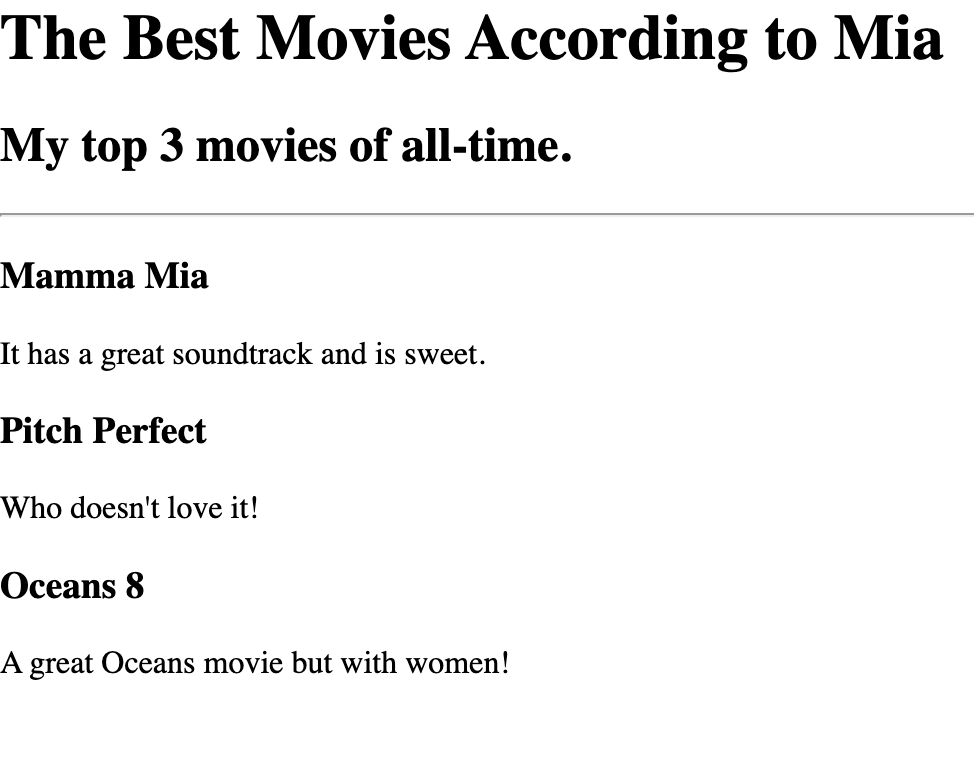 The Best Movies According to Mia
My top 3 movies of all-time.
Mamma Mia
It has a great soundtrack and is sweet.
Pitch Perfect
Who doesn't love it!
Oceans 8
A great Oceans movie but with women!